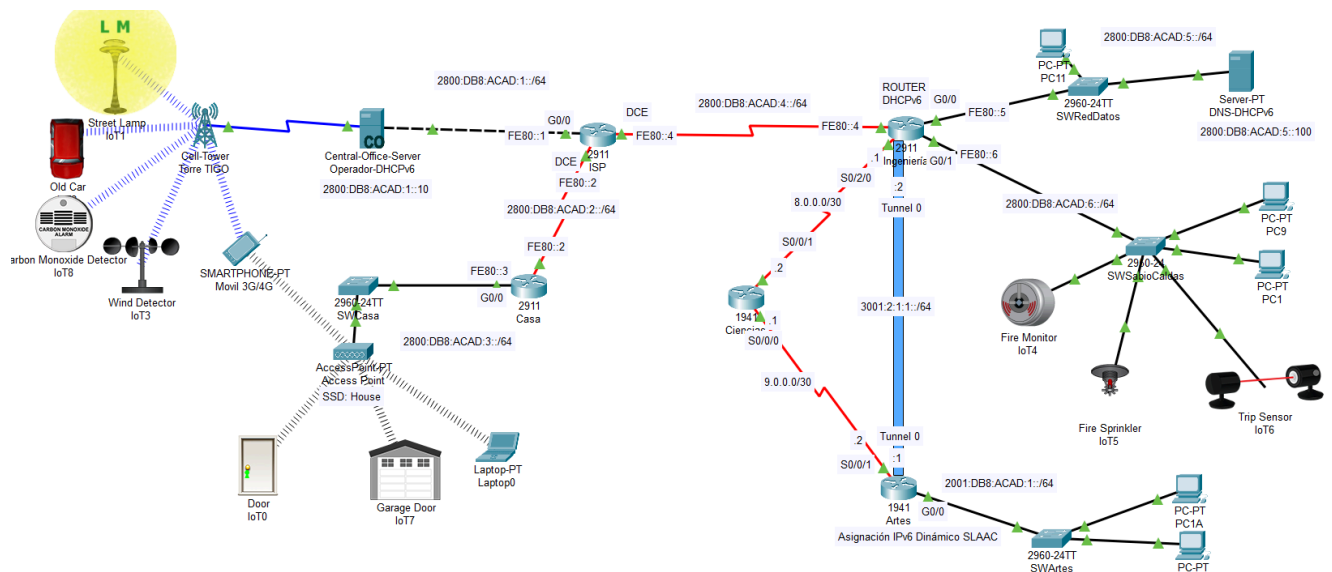 L M
Street Lamp
IoT1
Old Car
CARBON MONOXIDE
ALARM
arbon Monoxide Detector
IoT8
Wind Detector
IoT3
Cell-Tower
Torre TIGO
SMARTPHONE-PT
Movil 3G/4G
CO
Central-Office-Server
Operador-DHCPv6
2800:DB8:ACAD:1::10
2800:DB8:ACAD:1::/64
G0/0
FE80::1
DCE
FE80::4
2911
ISP
DCE
FE80::2
2800:DB8:ACAD:2::/64
FE80::2
FE80::3
G0/0
2911
Casa
2960-24TT
SWCasa
2800:DB8:ACAD:3::/64
AccessPoint-PT
Access Point
SSD: House
Door
IoT0
Garage Door
IoT7
Laptop-PT
Laptop0
2800:DB8:ACAD:4::/64
ROUTER
DHCPv6
G0/0
FE80::4
FE80::5
2911
Ingeniería
G0/1
FE80::6
.1
S0/2/0
:2
Tunnel 0
8.0.0.0/30
S0/0/1
.2
1941
Ciencias
.1
S0/0/0
3001:2:1:1::/64
9.0.0.0/30
.2
S0/0/1
Tunnel 0
:1
1941
Artes
G0/0
2001:DB8:ACAD:1::/64
Asignación IPv6 Dinámico SLAAC
2960-24TT
SWArtes
PC-PT
PC1A
PC-PT
2800:DB8:ACAD:5::/64
PC-PT
PC11
2960-24TT
SWRedDatos
Server-PT
DNS-DHCPv6
2800:DB8:ACAD:5::100
2800:DB8:ACAD:6::/64
2960-24
SWSabioCaldas
PC-PT
PC9
PC-PT
PC1
Fire Monitor
IoT4
Fire Sprinkler
IoT5
Trip Sensor
IoT6